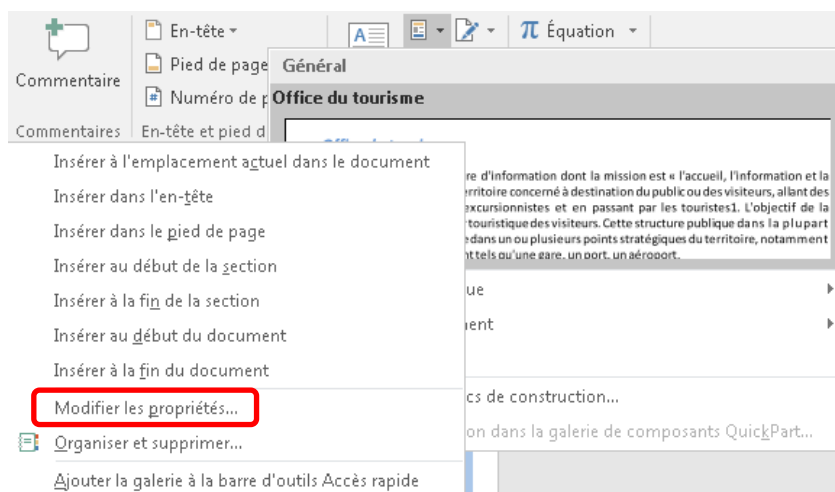 En-tête
π Équation
Pied de page
Général
Commentaire
Numéro de p
Office du tourisme
Commentaires
En-tête et pied d
Insérer à l'emplacement actuel dans le document
re d'information dont la mission est « l'accueil, l'information et la
Insérer dans l'en-tête
erritoire concerné à destination du public ou des visiteurs, allant des
excursionnistes et en passant par les touristes1. L'objectif de la
Insérer dans le pied de page
touristique des visiteurs. Cette structure publique dans la plupart
dans un ou plusieurs points stratégiques du territoire, notamment
Insérer au début de la section
nt tels qu'une gare, un port, un aéroport.
Insérer à la fin de la section
ue
Insérer au début du document
ent
Insérer à la fin du document
Modifier les propriétés...
cs de construction...
Organiser et supprimer...
on dans la galerie de composants QuickPart...
Ajouter la galerie à la barre d'outils Accès rapide